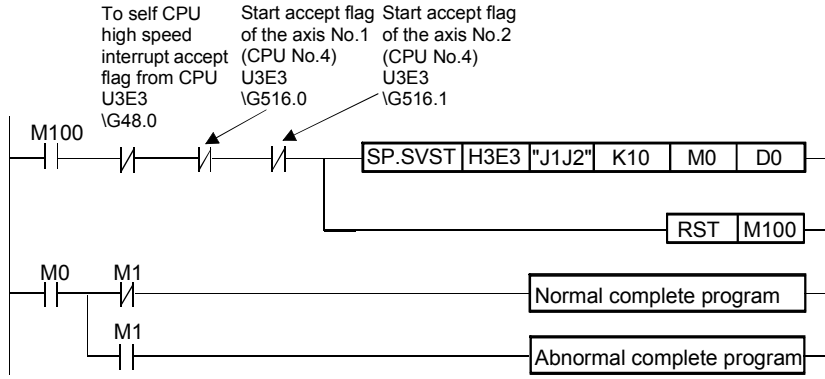 To self CPU
high speed
interrupt accept
flag from CPU
U3E3
\G48.0
Start accept flag
of the axis No.1
(CPU No.4)
U3E3
\G516.0
Start accept flag
of the axis No.2
(CPU No.4)
U3E3
\G516.1
M100
SP.SVST H3E3 "J1J2" K10 M0 D0
RST M100
M0 M1
Normal complete program
M1
Abnormal complete program